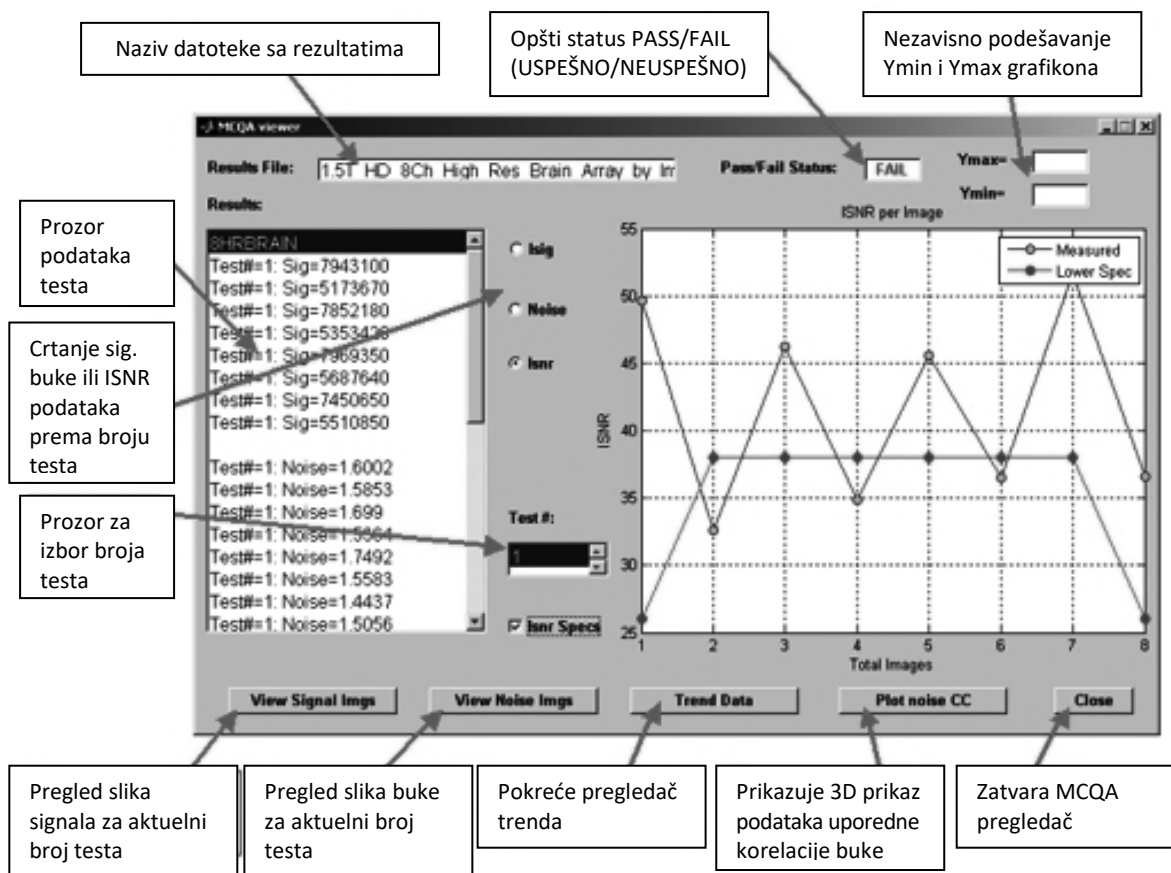 Naziv datoteke sa rezultatima
Opšti status PASS/FAIL
(USPEŠNO/NEUSPEŠNO)
Nezavisno podešavanje
Ymin i Ymax grafikona
MCQA viewer
Results File:
1.5T HD 8Ch High Res Brain Array by Im
Pass/Fail Status:
FAIL
Ymax=
Ymin=
Results:
8HRBRAIN
Test#=1: Sig=7943100
Test#=1: Sig=5173670
Test#=1: Sig=7852180
Test#=1:
Test#=1: Sig=7969350
Test#=1: Sig=5687640
Test#=1: Sig=7450650
Test#=1: Sig=5510850
Test#=1: Noise=1.6002
Test#=1: Noise=1.5853
Test#=1: Noise=1.699
Test#=1:
Test#=1: Noise=1.7492
Test#=1: Noise=1.5583
Test#=1: Noise=1.4437
Test#=1: Noise=1.5056
Isig
Noise
Isnr
Test #:
1
Isnr Specs
ISNR per Image
Measured
Lower Spec
55
50
45
40
35
30
25
ISNR
1 2 3 4 5 6 7 8
Total Images
View Signal Imgs
View Noise Imgs
Trend Data
Plot noise CC
Close
Prozor
podataka
testa
Crtanje sig.
buke ili ISNR
podataka
prema broju
testa
Prozor za
izbor broja
testa
Pregled slika
signala za aktuelni
broj testa
Pregled slika buke
za aktuelni broj
testa
Pokreće pregledač
trenda
Prikazuje 3D prikaz
podataka uporedne
korelacije buke
Zatvara MCQA
pregledač